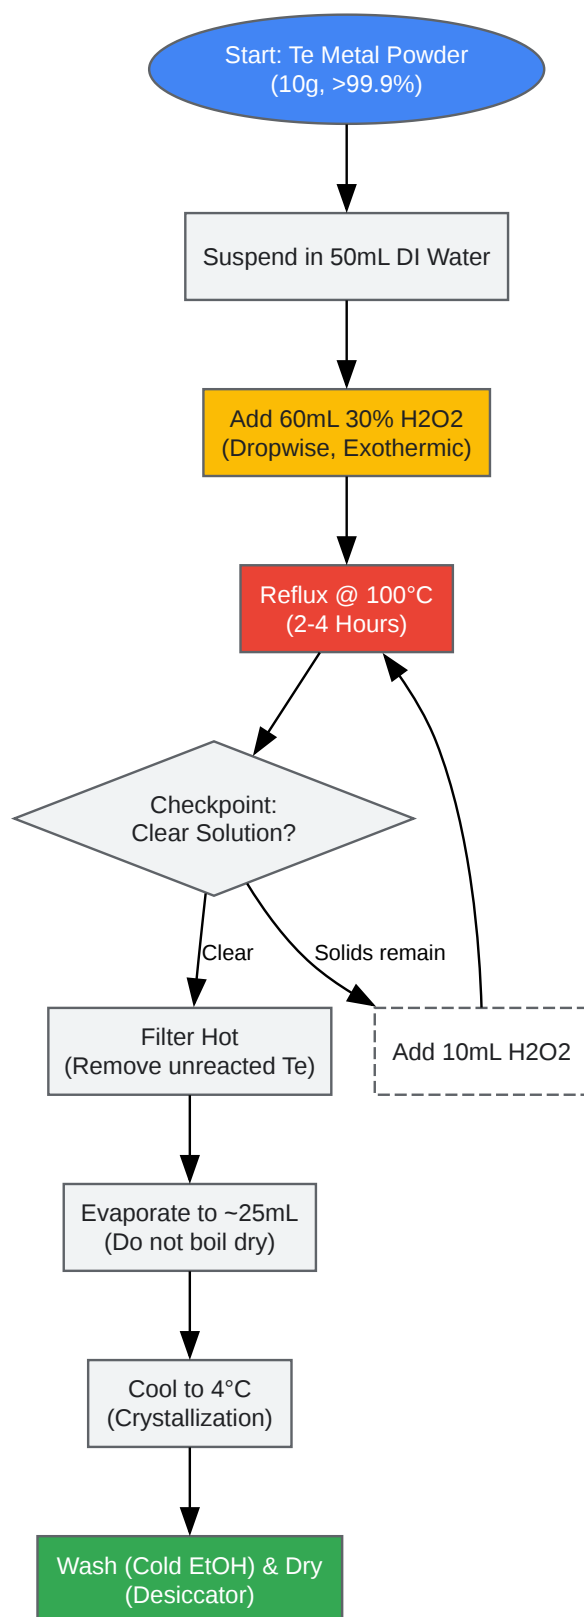 Start: Te Metal Powder
(10g, >99.9%)
Suspend in 50mL DI Water
Add 60mL 30% H2O2
(Dropwise, Exothermic)
Reflux @ 100°C
(2-4 Hours)
Checkpoint:
Clear Solution?
Clear
Solids remain
Filter Hot
(Remove unreacted Te)
Add 10mL H2O2
Evaporate to ~25mL
(Do not boil dry)
Cool to 4°C
(Crystallization)
Wash (Cold EtOH) & Dry
(Desiccator)